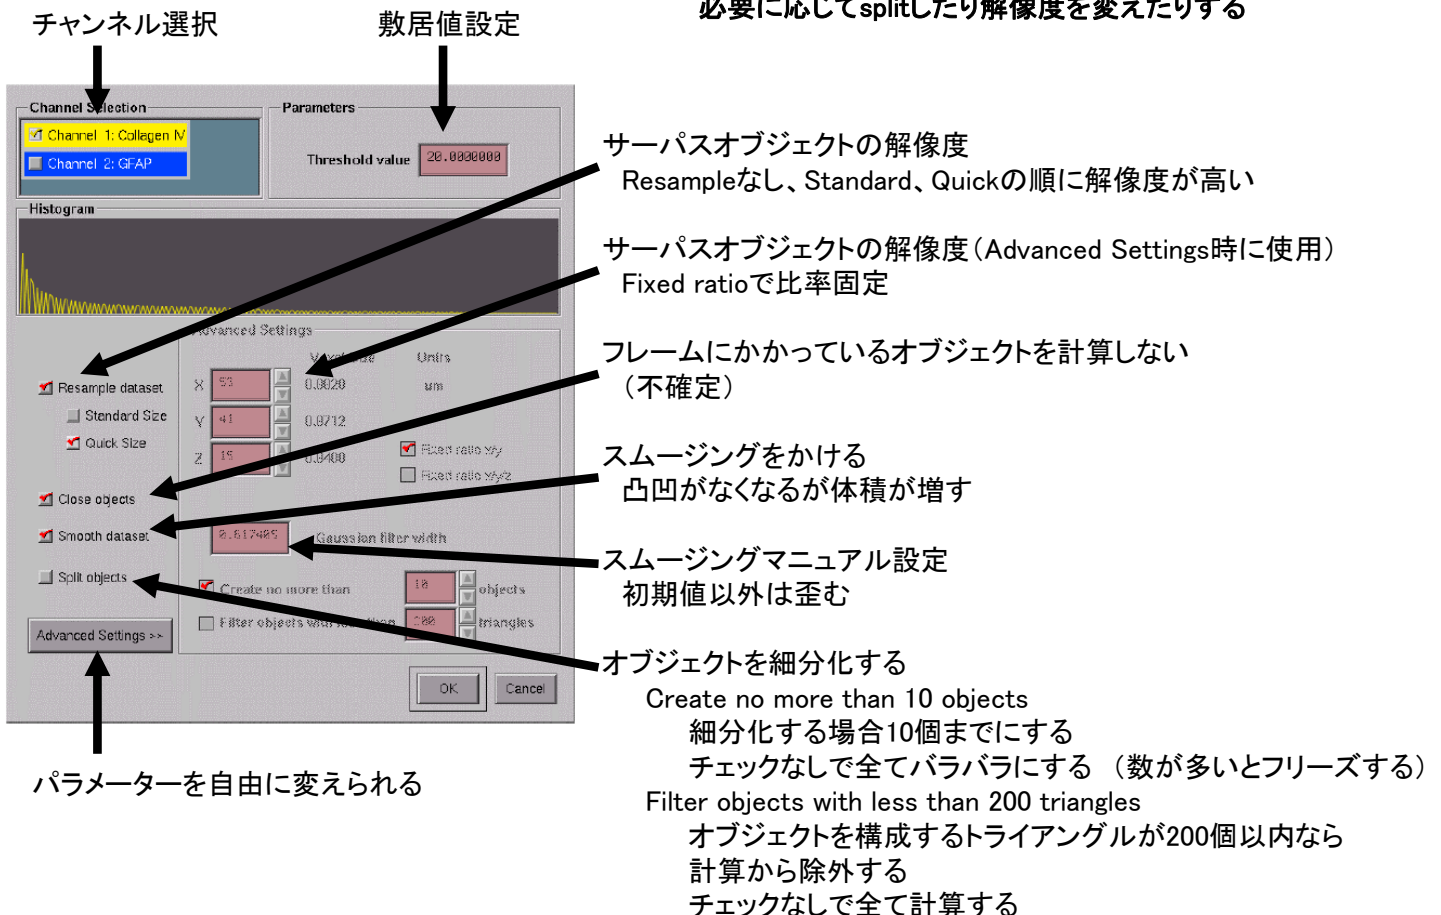 必要に応じてsplitしたり解像度を変えたりする
チャンネル選択
敷居値設定
Channel Selection
Channel 1: Collagen IV
Channel 2: GFAP
Parameters
Threshold value 20.0000000
Histogram
サーパスオブジェクトの解像度
Resampleなし、Standard、Quickの順に解像度が高い
サーパスオブジェクトの解像度（Advanced Settings時に使用）
Fixed ratioで比率固定
フレームにかかっているオブジェクトを計算しない
（不確定）
スムージングをかける
凸凹がなくなるが体積が増す
スムージングマニュアル設定
初期値以外は歪む
オブジェクトを細分化する
Create no more than 10 objects
細分化する場合10個までにする
チェックなしで全てバラバラにする （数が多いとフリーズする）
Filter objects with less than 200 triangles
オブジェクトを構成するトライアングルが200個以内なら
計算から除外する
チェックなしで全て計算する
Resample dataset
Standard Size
Quick Size
Close objects
Smooth dataset
Split objects
Advanced Settings >>
Advanced Settings
Units
X 53 um
Y 41 0.0712
Z 15
Fixed ratio x/y
Fixed ratio x/y/z
0.617405 Gaussian filter width
Create no more than 10 objects
Filter objects with less than 200 triangles
OK
Cancel
パラメーターを自由に変えられる